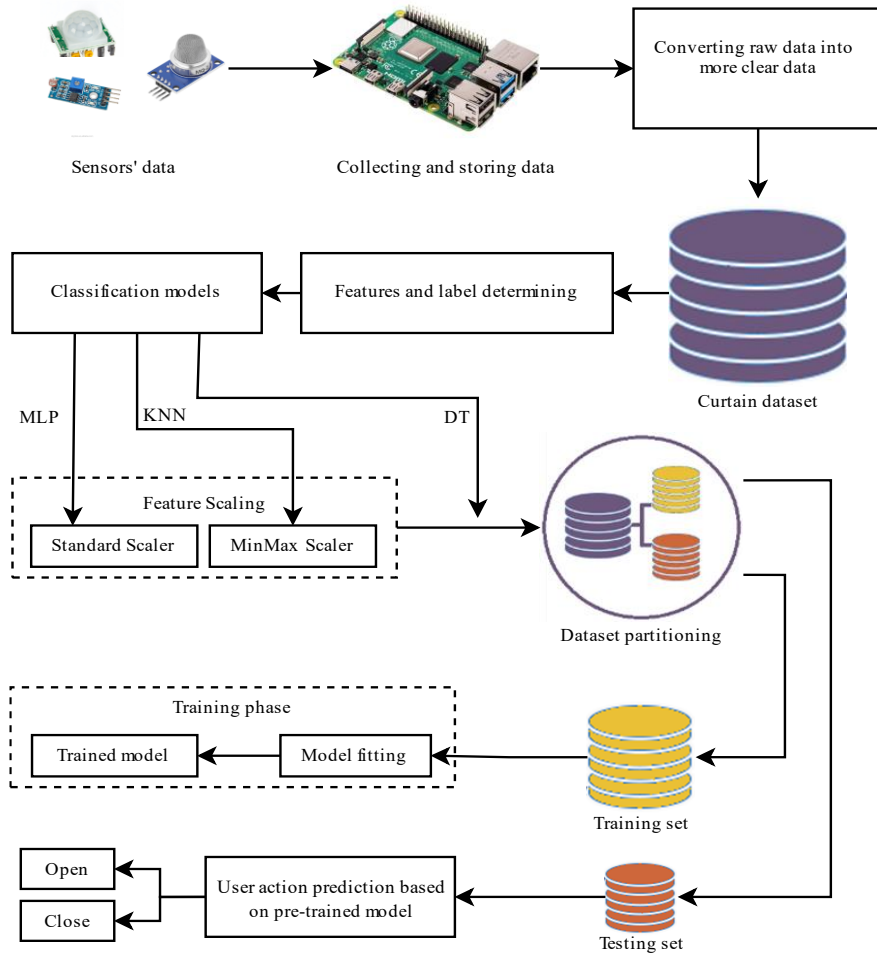 Converting raw data into
more clear data
Sensors' data
Collecting and storing data
Classification models
Features and label determining
Curtain dataset
MLP
KNN
DT
Feature Scaling
Standard Scaler
MinMax Scaler
Dataset partitioning
Training phase
Trained model
Model fitting
Training set
Open
Close
User action prediction based
on pre-trained model
Testing set